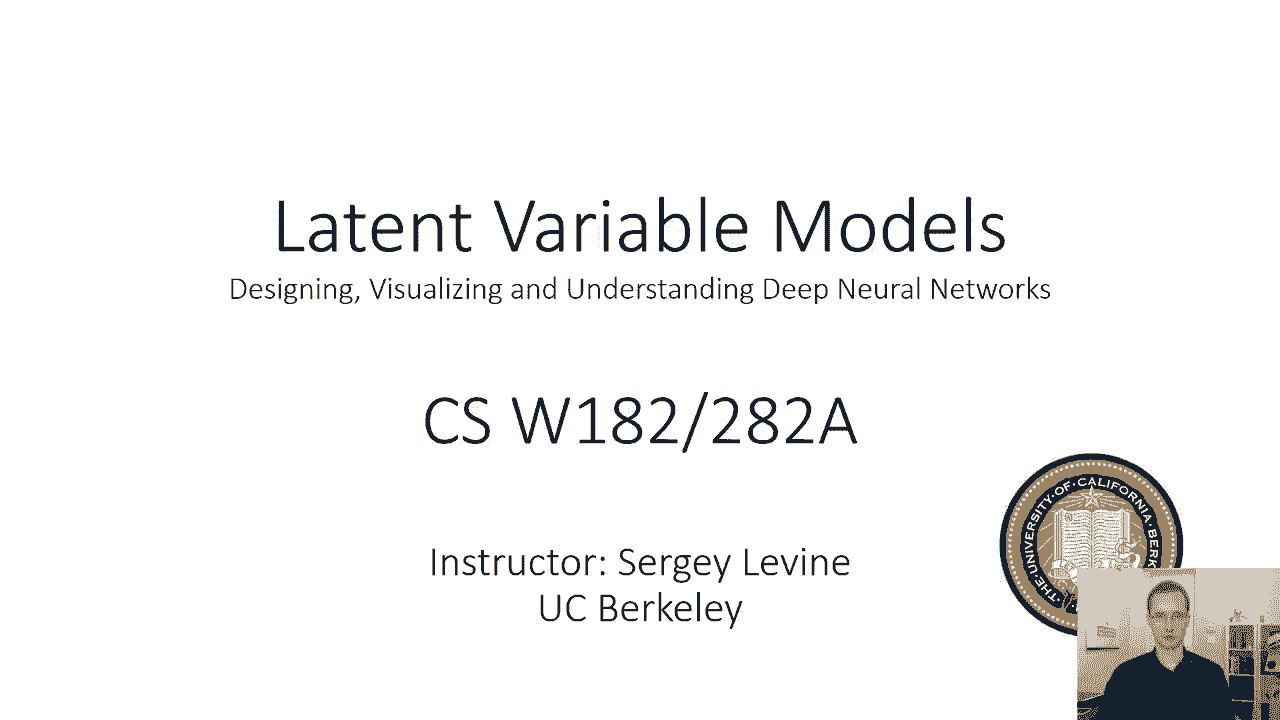 Latent Variable Models
Designing, Visualizing and Understanding Deep Neural Networks
CS W182/282A
Instructor: Sergey Levine
UC Berkeley
THE UNIVERSITY OF CALIFORNIA